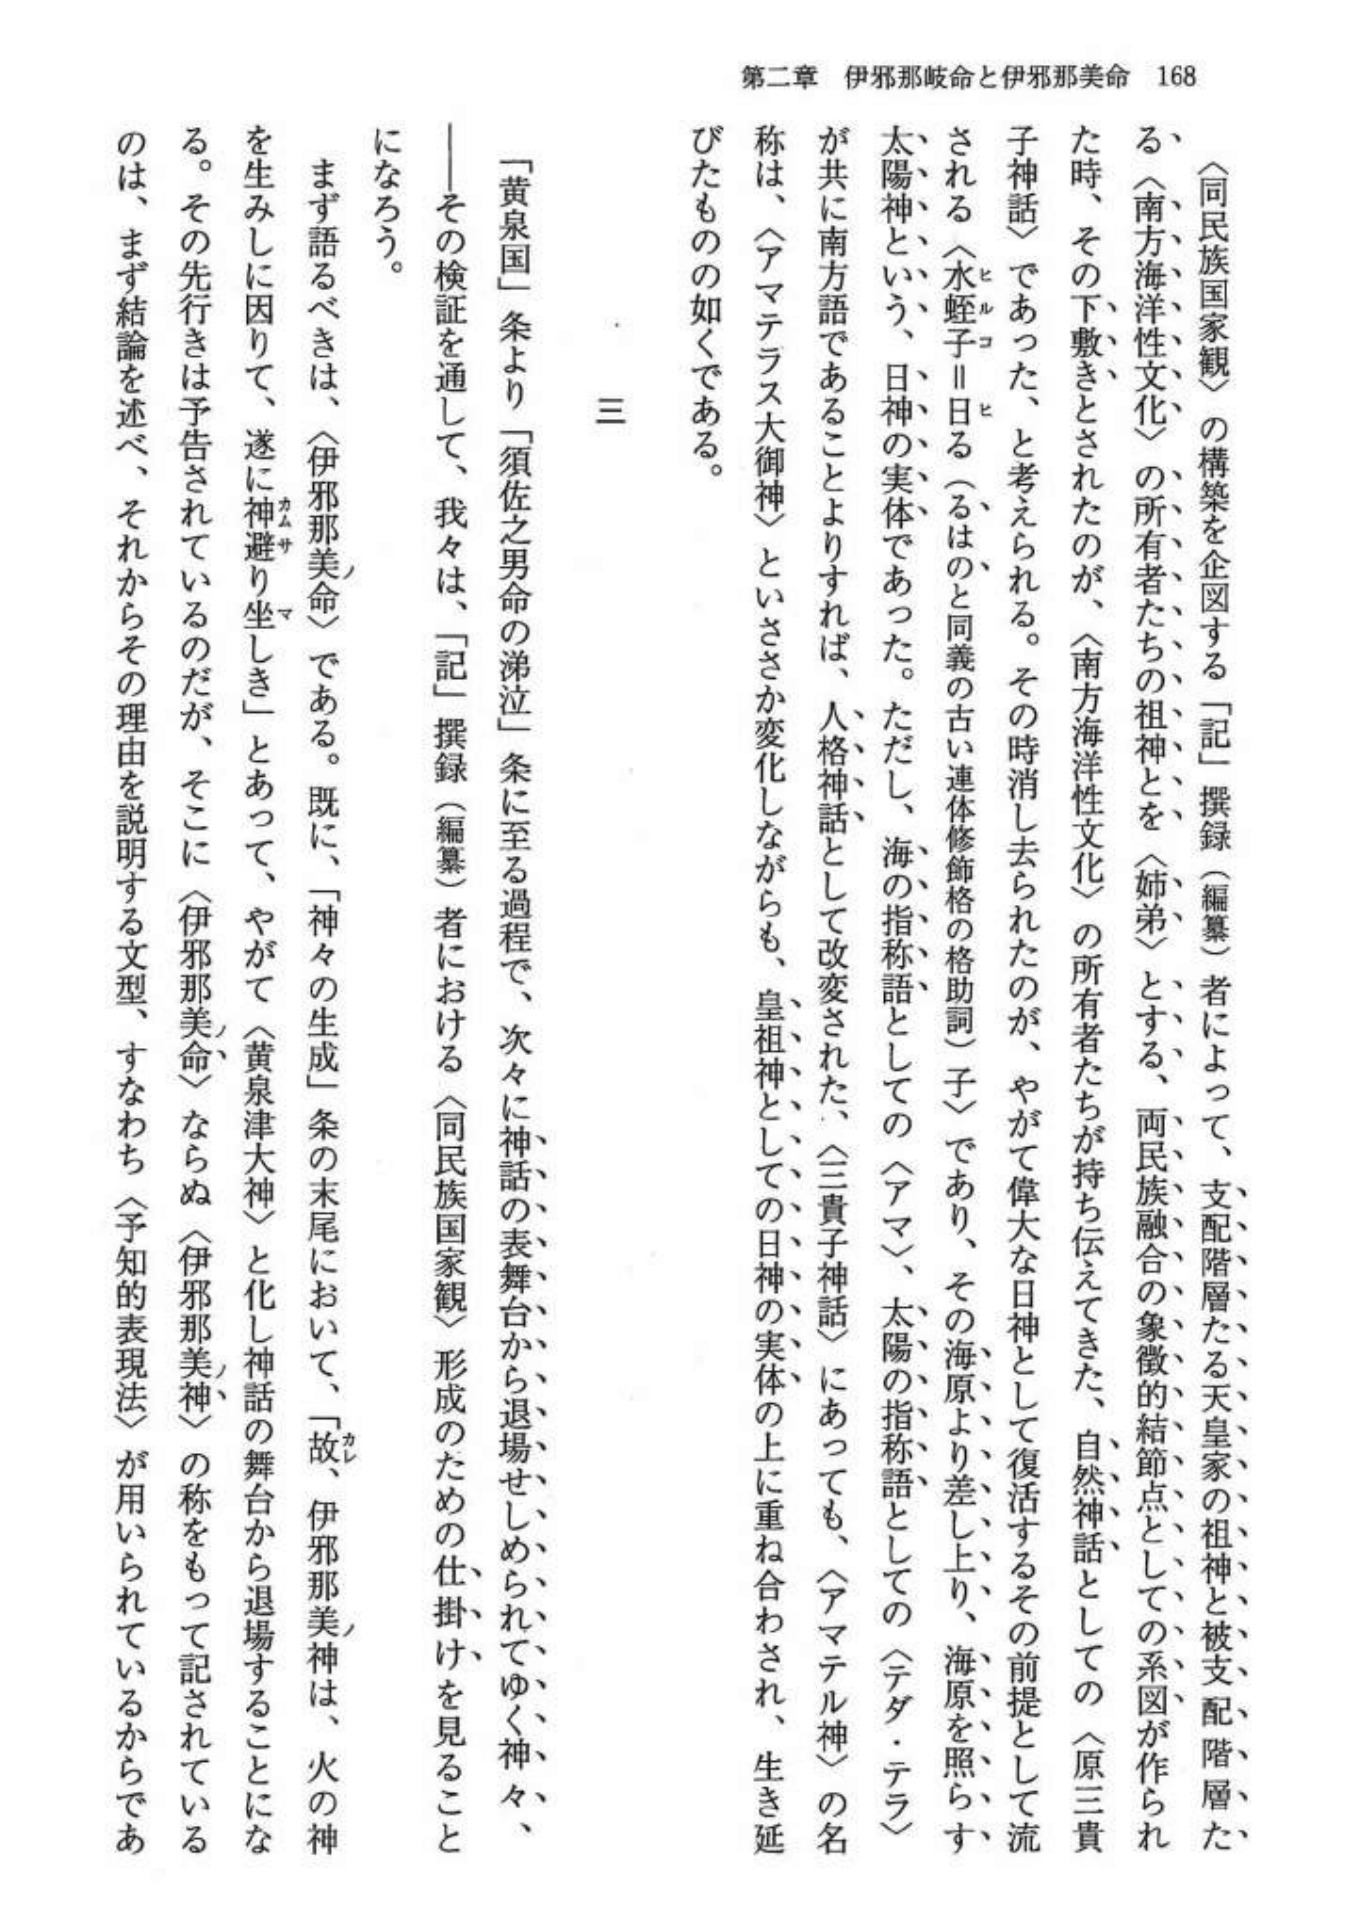 第二章　伊邪那岐命と伊邪那美命　168
〈同民族国家観〉の構築を企図する「記」撰録（編纂）者によって、支配階層たる天皇家の祖神と被支配階層た
る〈南方海洋性文化〉の所有者たちの祖神とを〈姉弟〉とする、両民族融合の象徴的結節点としての系図が作られ
た時、その下敷きとされたのが、〈南方海洋性文化〉の所有者たちが持ち伝えてきた、自然神話としての〈原三貴
子神話〉であった、と考えられる。その時消し去られたのが、やがて偉大な日神として復活するその前提として流
される〈水蛭子＝日る（るはのと同義の古い連体修飾格の格助詞）子〉であり、その海原より差し上り、海原を照らす
太陽神という、日神の実体であった。ただし、海の指称語としての〈アマ〉、太陽の指称語としての〈テダ・テラ〉
が共に南方語であることよりすれば、人格神話として改変された、〈三貴子神話〉にあっても、〈アマテル神〉の名
称は、〈アマテラス大御神〉といささか変化しながらも、皇祖神としての日神の実体の上に重ね合わされ、生き延
びたものの如くである。
三
「黄泉国」条より「須佐之男命の涕泣」条に至る過程で、次々に神話の表舞台から退場せしめられてゆく神々、
――その検証を通して、我々は、「記」撰録（編纂）者における〈同民族国家観〉形成のための仕掛けを見ること
になろう。
まず語るべきは、〈伊邪那美命〉である。既に、「神々の生成」条の末尾において、「故、伊邪那美神は、火の神
を生みしに因りて、遂に神避り坐しき」とあって、やがて〈黄泉津大神〉と化し神話の舞台から退場することにな
る。その先行きは予告されているのだが、そこに〈伊邪那美命〉ならぬ〈伊邪那美神〉の称をもって記されている
のは、まず結論を述べ、それからその理由を説明する文型、すなわち〈予知的表現法〉が用いられているからであ